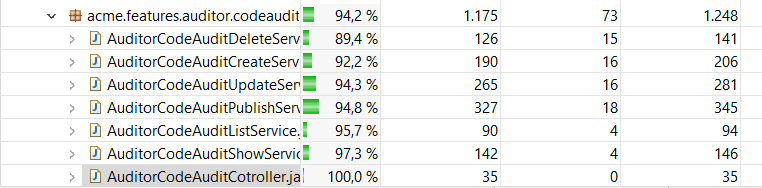 acme.features.auditor.codeaudit 94,2 % 1.175 73 1.248
AuditorCodeAuditDeleteServ 89,4 % 126 15 141
AuditorCodeAuditCreateServ 92,2 % 190 16 206
AuditorCodeAuditUpdateServ 94,3 % 265 16 281
AuditorCodeAuditPublishServ 94,8 % 327 18 345
AuditorCodeAuditListService. 95,7 % 90 4 94
AuditorCodeAuditShowServic 97,3 % 142 4 146
AuditorCodeAuditCotroller.ja 100,0 % 35 0 35